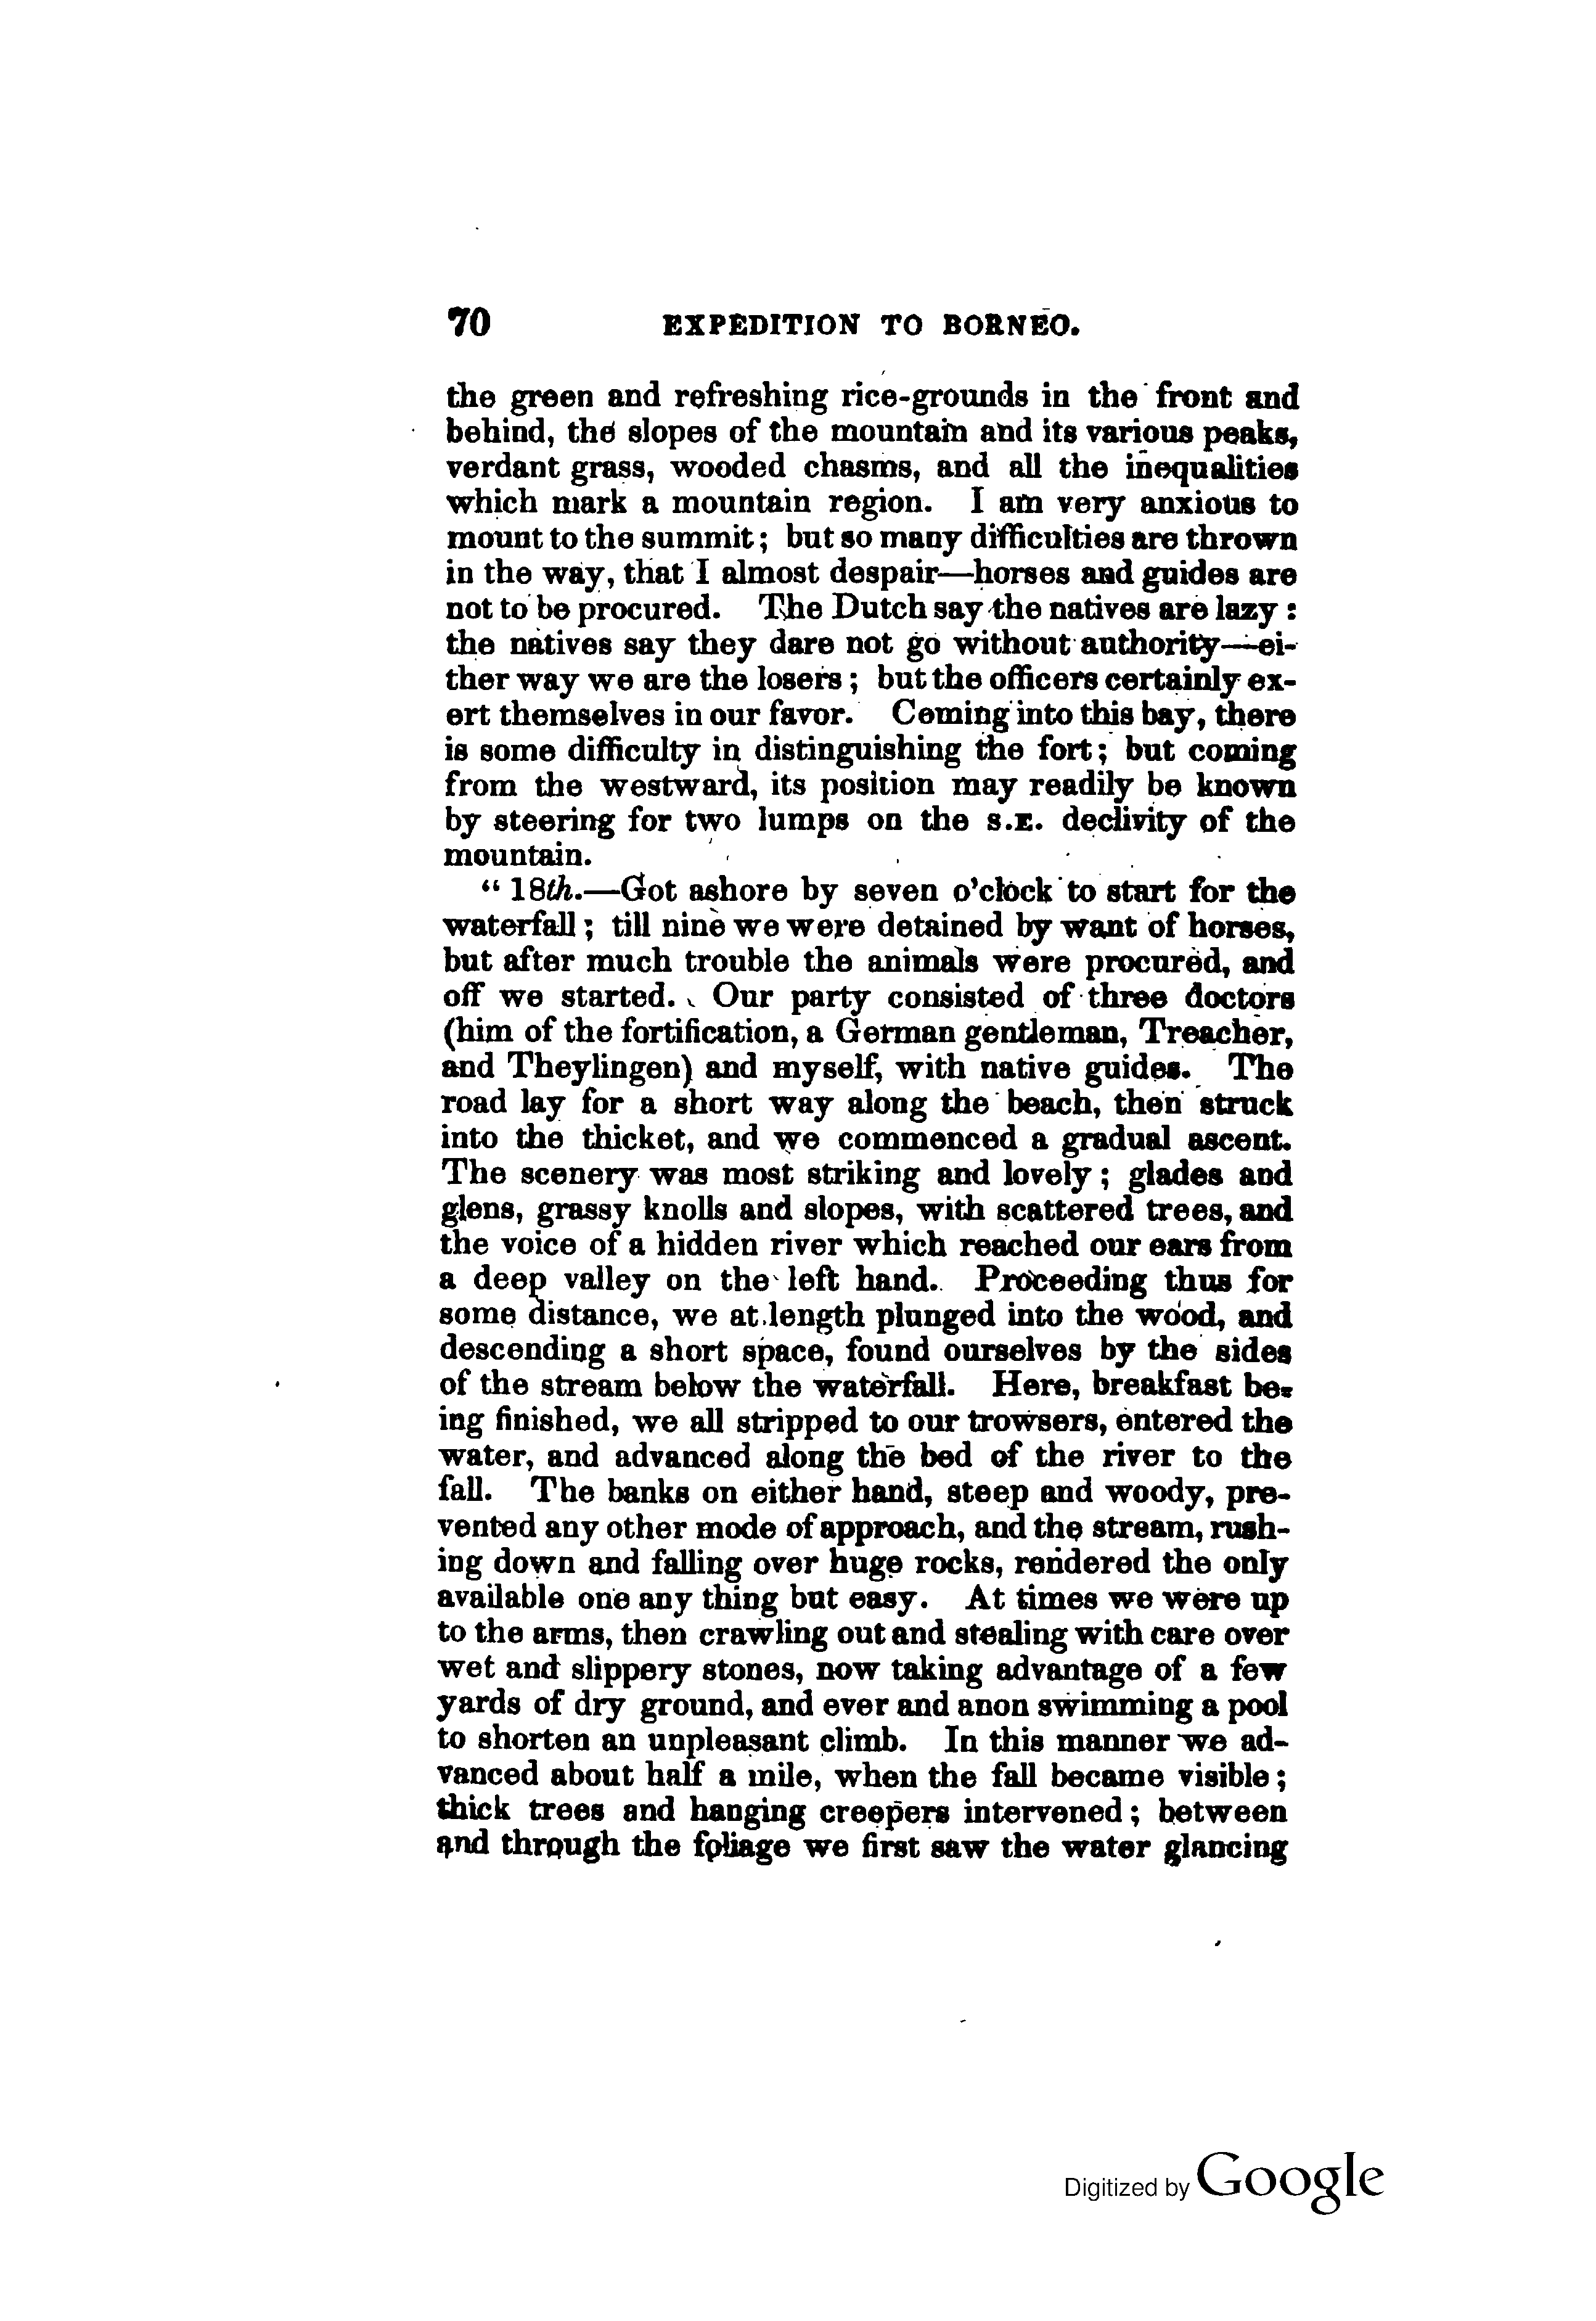 70 EXPEDITION TO BORNEO.
the green and refreshing rice-grounds in the front and
behind, the slopes of the mountain and its various peaks,
verdant grass, wooded chasms, and all the inequalities
which mark a mountain region. I am very anxious to
mount to the summit; but so many difficulties are thrown
in the way, that I almost despair—horses and guides are
not to be procured. The Dutch say the natives are lazy:
the natives say they dare not go without authority—ei-
ther way we are the losers; but the officers certainly ex-
ert themselves in our favor. Coming into this bay, there
is some difficulty in distinguishing the fort; but coming
from the westward, its position may readily be known
by steering for two lumps on the S.E. declivity of the
mountain.
“ 18th.—Got ashore by seven o’clock to start for the
waterfall; till nine we were detained by want of horses,
but after much trouble the animals were procured, and
off we started. Our party consisted of three doctors
(him of the fortification, a German gentleman, Treacher,
and Theylingen) and myself, with native guides. The
road lay for a short way along the beach, then struck
into the thicket, and we commenced a gradual ascent.
The scenery was most striking and lovely; glades and
glens, grassy knolls and slopes, with scattered trees, and
the voice of a hidden river which reached our ears from
a deep valley on the left hand. Proceeding thus for
some distance, we at length plunged into the wood, and
descending a short space, found ourselves by the sides
of the stream below the waterfall. Here, breakfast be-
ing finished, we all stripped to our trowsers, entered the
water, and advanced along the bed of the river to the
fall. The banks on either hand, steep and woody, pre-
vented any other mode of approach, and the stream, rush-
ing down and falling over huge rocks, rendered the only
available one any thing but easy. At times we were up
to the arms, then crawling out and stealing with care over
wet and slippery stones, now taking advantage of a few
yards of dry ground, and ever and anon swimming a pool
to shorten an unpleasant climb. In this manner we ad-
vanced about half a mile, when the fall became visible;
thick trees and hanging creepers intervened; between
and through the foliage we first saw the water glancing
Digitized by Google